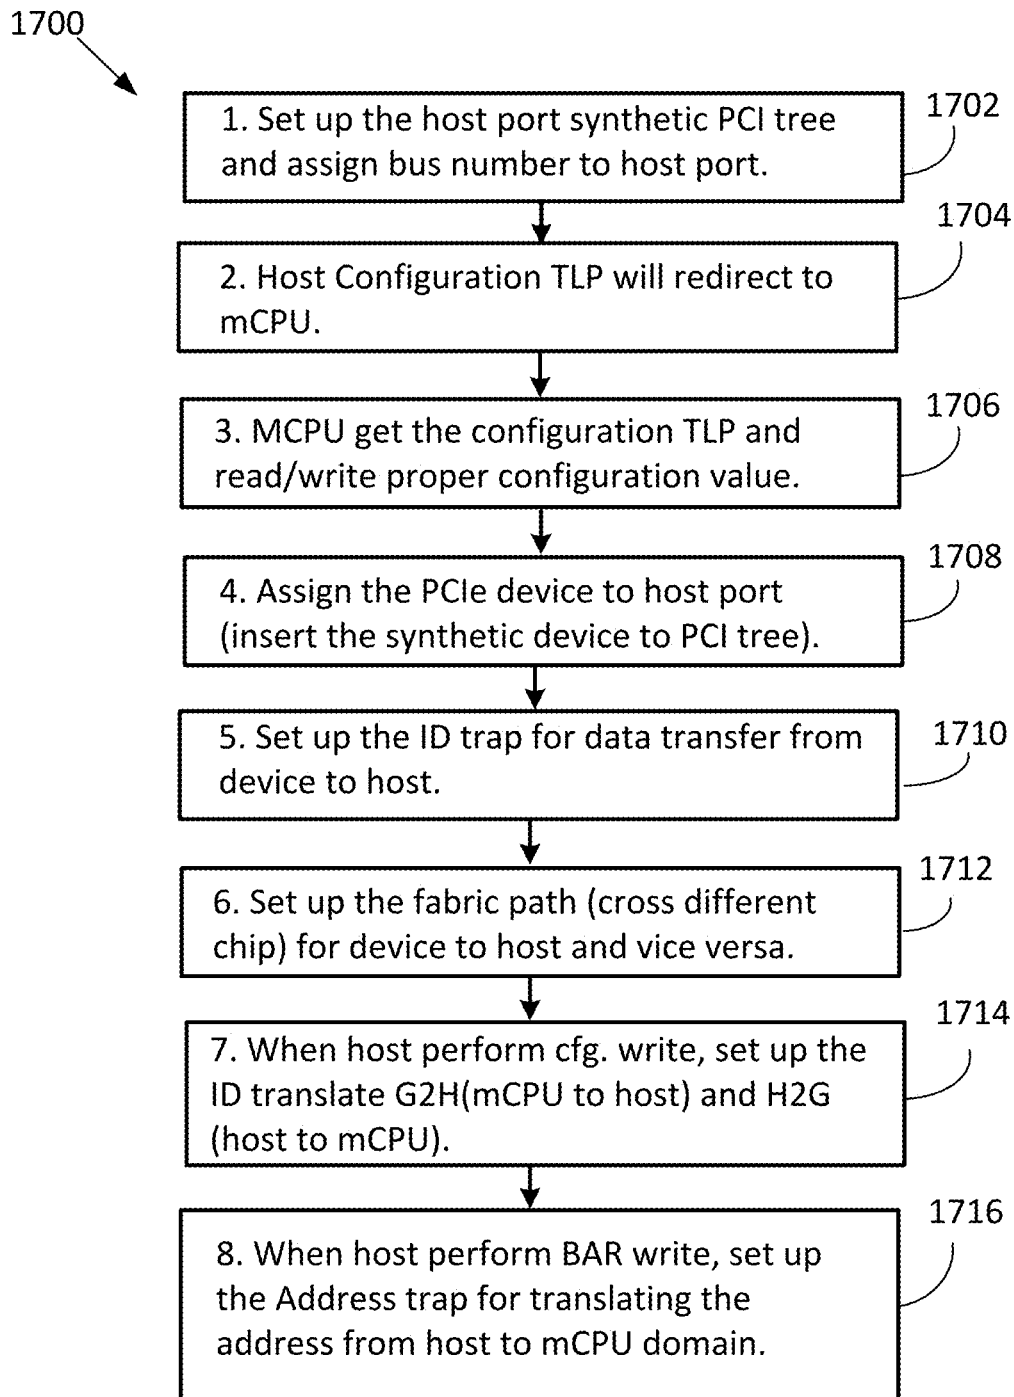 1700
1. Set up the host port synthetic PCI tree
and assign bus number to host port.
1702
2. Host Configuration TLP will redirect to
mCPU.
1704
3. MCPU get the configuration TLP and
read/write proper configuration value.
1706
4. Assign the PCIe device to host port
(insert the synthetic device to PCI tree).
1708
5. Set up the ID trap for data transfer from
device to host.
1710
6. Set up the fabric path (cross different
chip) for device to host and vice versa.
1712
7. When host perform cfg. write, set up the
ID translate G2H(mCPU to host) and H2G
(host to mCPU).
1714
8. When host perform BAR write, set up
the Address trap for translating the
address from host to mCPU domain.
1716